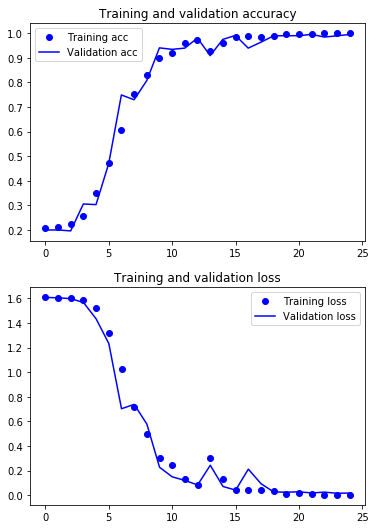 Training and validation accuracy
Training acc
Validation acc
1.0
0.9
0.8
0.7
0.6
0.5
0.4
0.3
0.2
0 5 10 15 20 25
Training and validation loss
Training loss
Validation loss
1.6
1.4
1.2
1.0
0.8
0.6
0.4
0.2
0.0
0 5 10 15 20 25